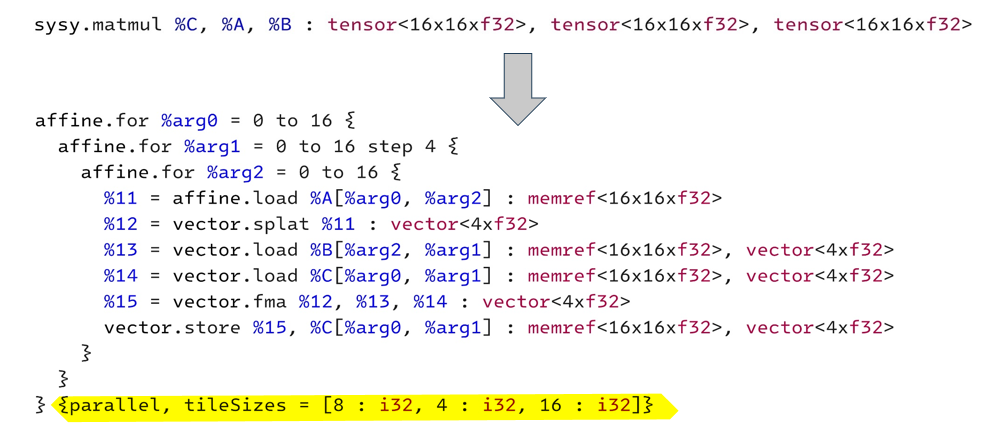 sysy.matmul %C, %A, %B : tensor<16x16xf32>, tensor<16x16xf32>, tensor<16x16xf32>
affine.for %arg0 = 0 to 16 {
affine.for %arg1 = 0 to 16 step 4 {
affine.for %arg2 = 0 to 16 {
%11 = affine.load %A[%arg0, %arg2] : memref<16x16xf32>
%12 = vector.splat %11 : vector<4xf32>
%13 = vector.load %B[%arg2, %arg1] : memref<16x16xf32>, vector<4xf32>
%14 = vector.load %C[%arg0, %arg1] : memref<16x16xf32>, vector<4xf32>
%15 = vector.fma %12, %13, %14 : vector<4xf32>
vector.store %15, %C[%arg0, %arg1] : memref<16x16xf32>, vector<4xf32>
}
}
} {parallel, tileSizes = [8 : i32, 4 : i32, 16 : i32]}